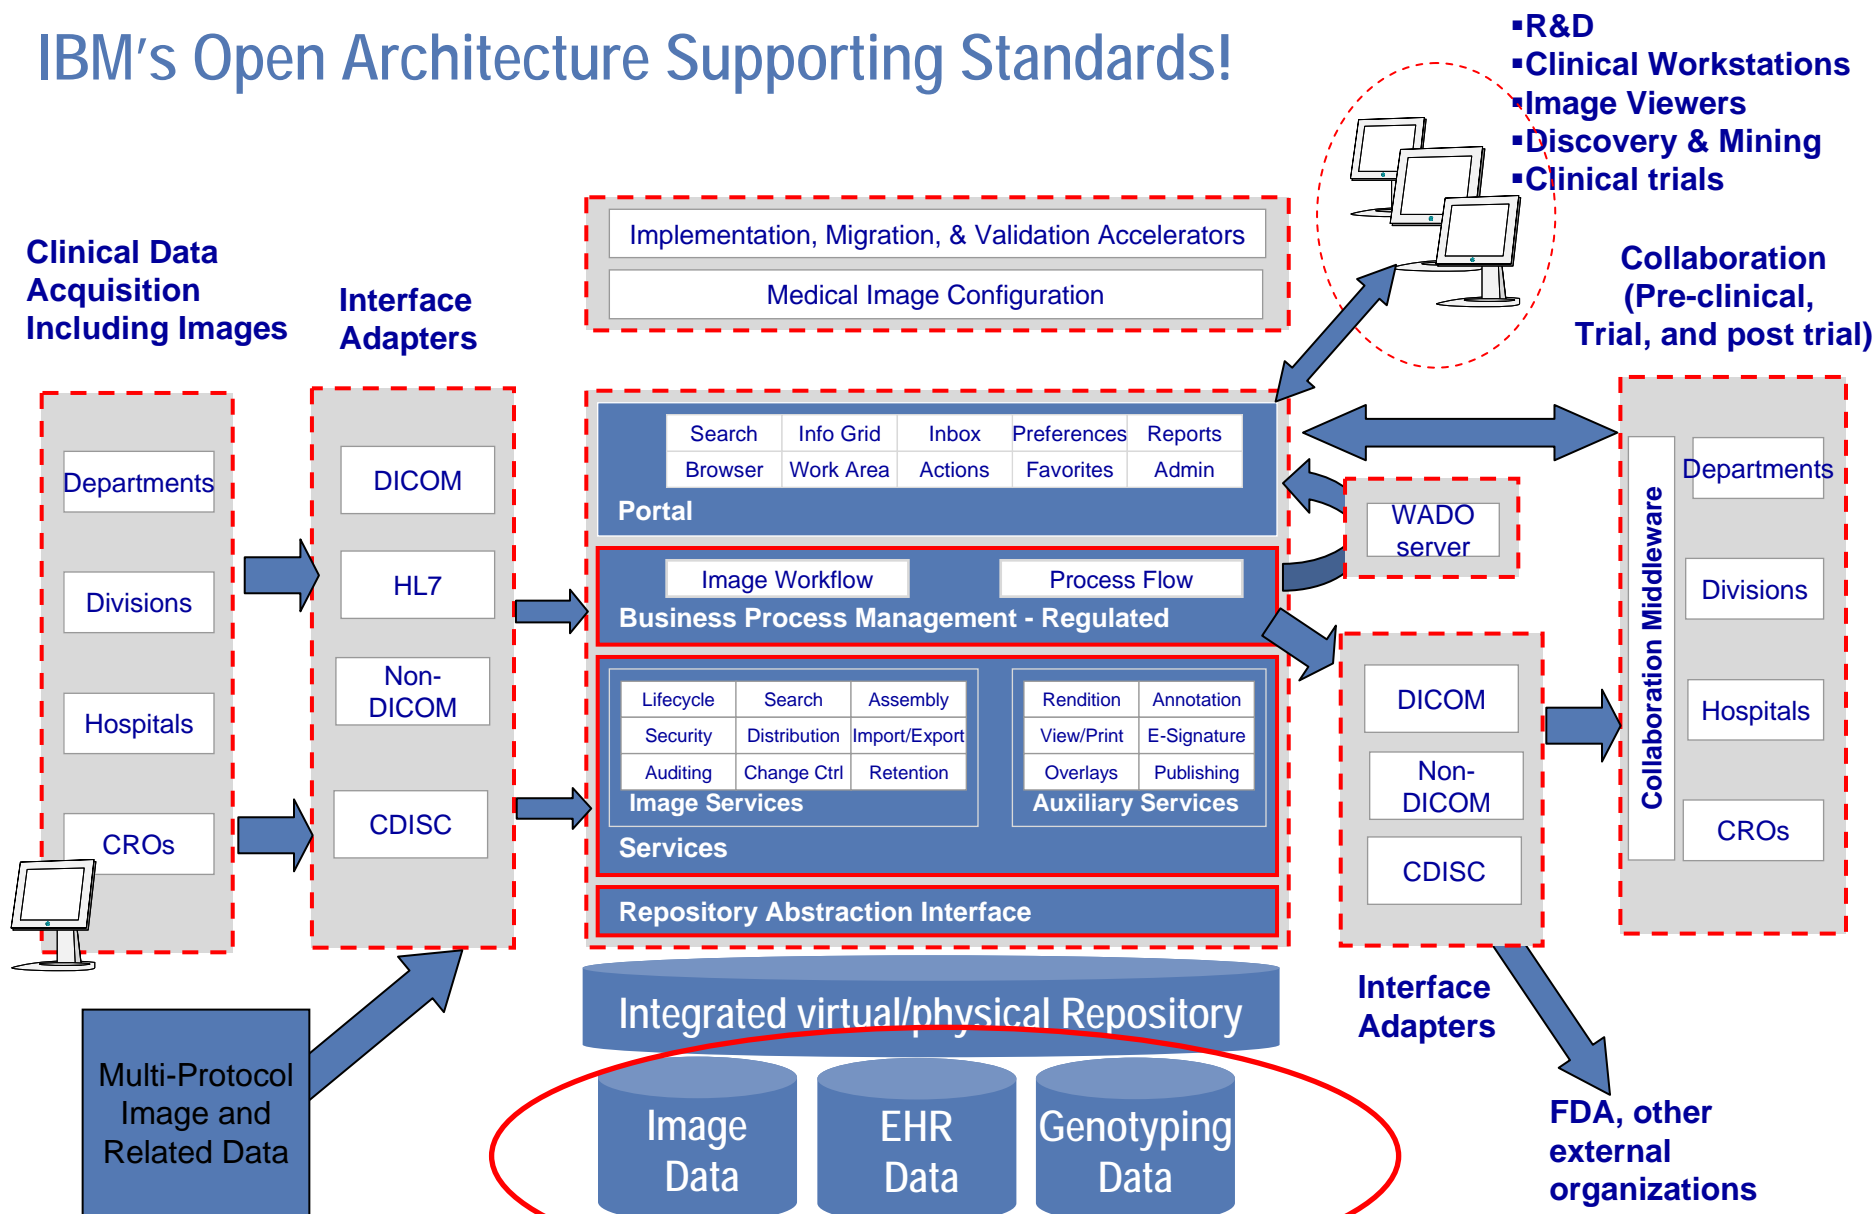 IBM's Open Architecture Supporting Standards!
▪R&D
▪Clinical Workstations
▪Image Viewers
▪Discovery & Mining
▪Clinical trials
Clinical Data
Acquisition
Including Images
Departments
Divisions
Hospitals
CROs
Multi-Protocol
Image and
Related Data
Interface
Adapters
DICOM
HL7
Non-
DICOM
CDISC
Implementation, Migration, & Validation Accelerators
Medical Image Configuration
Search Info Grid Inbox Preferences Reports
Browser Work Area Actions Favorites Admin
Portal
Image Workflow Process Flow
Business Process Management - Regulated
Lifecycle Search Assembly
Security Distribution Import/Export
Auditing Change Ctrl Retention
Image Services
Rendition Annotation
View/Print E-Signature
Overlays Publishing
Auxiliary Services
Services
Repository Abstraction Interface
Integrated virtual/physical Repository
Image
Data
EHR
Data
Genotyping
Data
WADO
server
DICOM
Non-
DICOM
CDISC
Interface
Adapters
FDA, other
external
organizations
Collaboration
(Pre-clinical,
Trial, and post trial)
Collaboration Middleware
Departments
Divisions
Hospitals
CROs